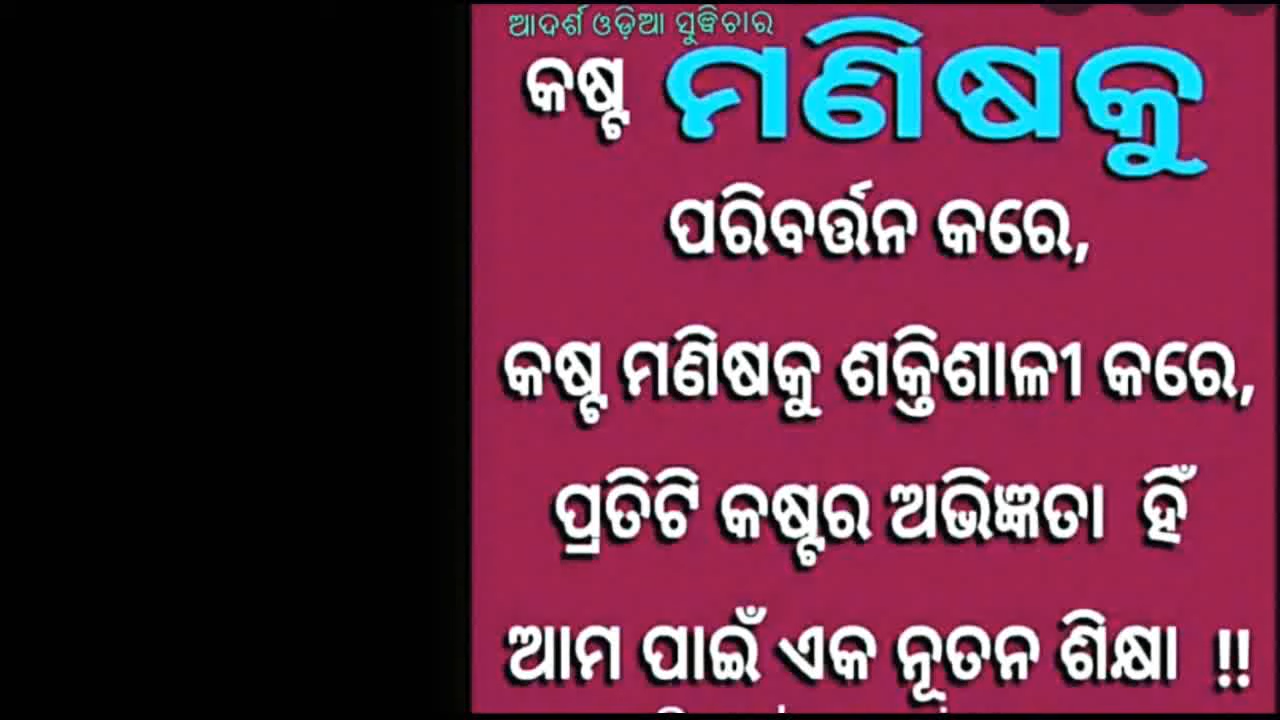 ଆଦର୍ଶ ଓଡ଼ିଆ ସୁବିଚାର
କଷ୍ଟ ମଣିଷକୁ
ପରିବର୍ତ୍ତନ କରେ,
କଷ୍ଟ ମଣିଷକୁ ଶକ୍ତିଶାଳୀ କରେ,
ପ୍ରତିଟି କଷ୍ଟର ଅଭିଜ୍ଞତା ହିଁ
ଆମ ପାଇଁ ଏକ ନୂତନ ଶିକ୍ଷା !!